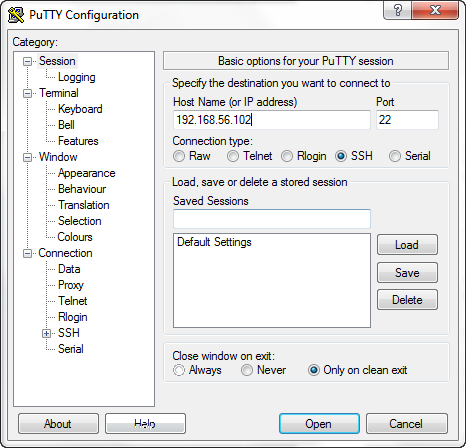 PuTTY Configuration
Category:
Session
Logging
Terminal
Keyboard
Bell
Features
Window
Appearance
Behaviour
Translation
Selection
Colours
Connection
Data
Proxy
Telnet
Rlogin
SSH
Serial
Basic options for your PuTTY session
Specify the destination you want to connect to
Host Name (or IP address) Port
192.168.56.102 22
Connection type:
Raw Telnet Rlogin SSH Serial
Load, save or delete a stored session
Saved Sessions
Default Settings
Load
Save
Delete
Close window on exit:
Always Never Only on clean exit
About Help Open Cancel